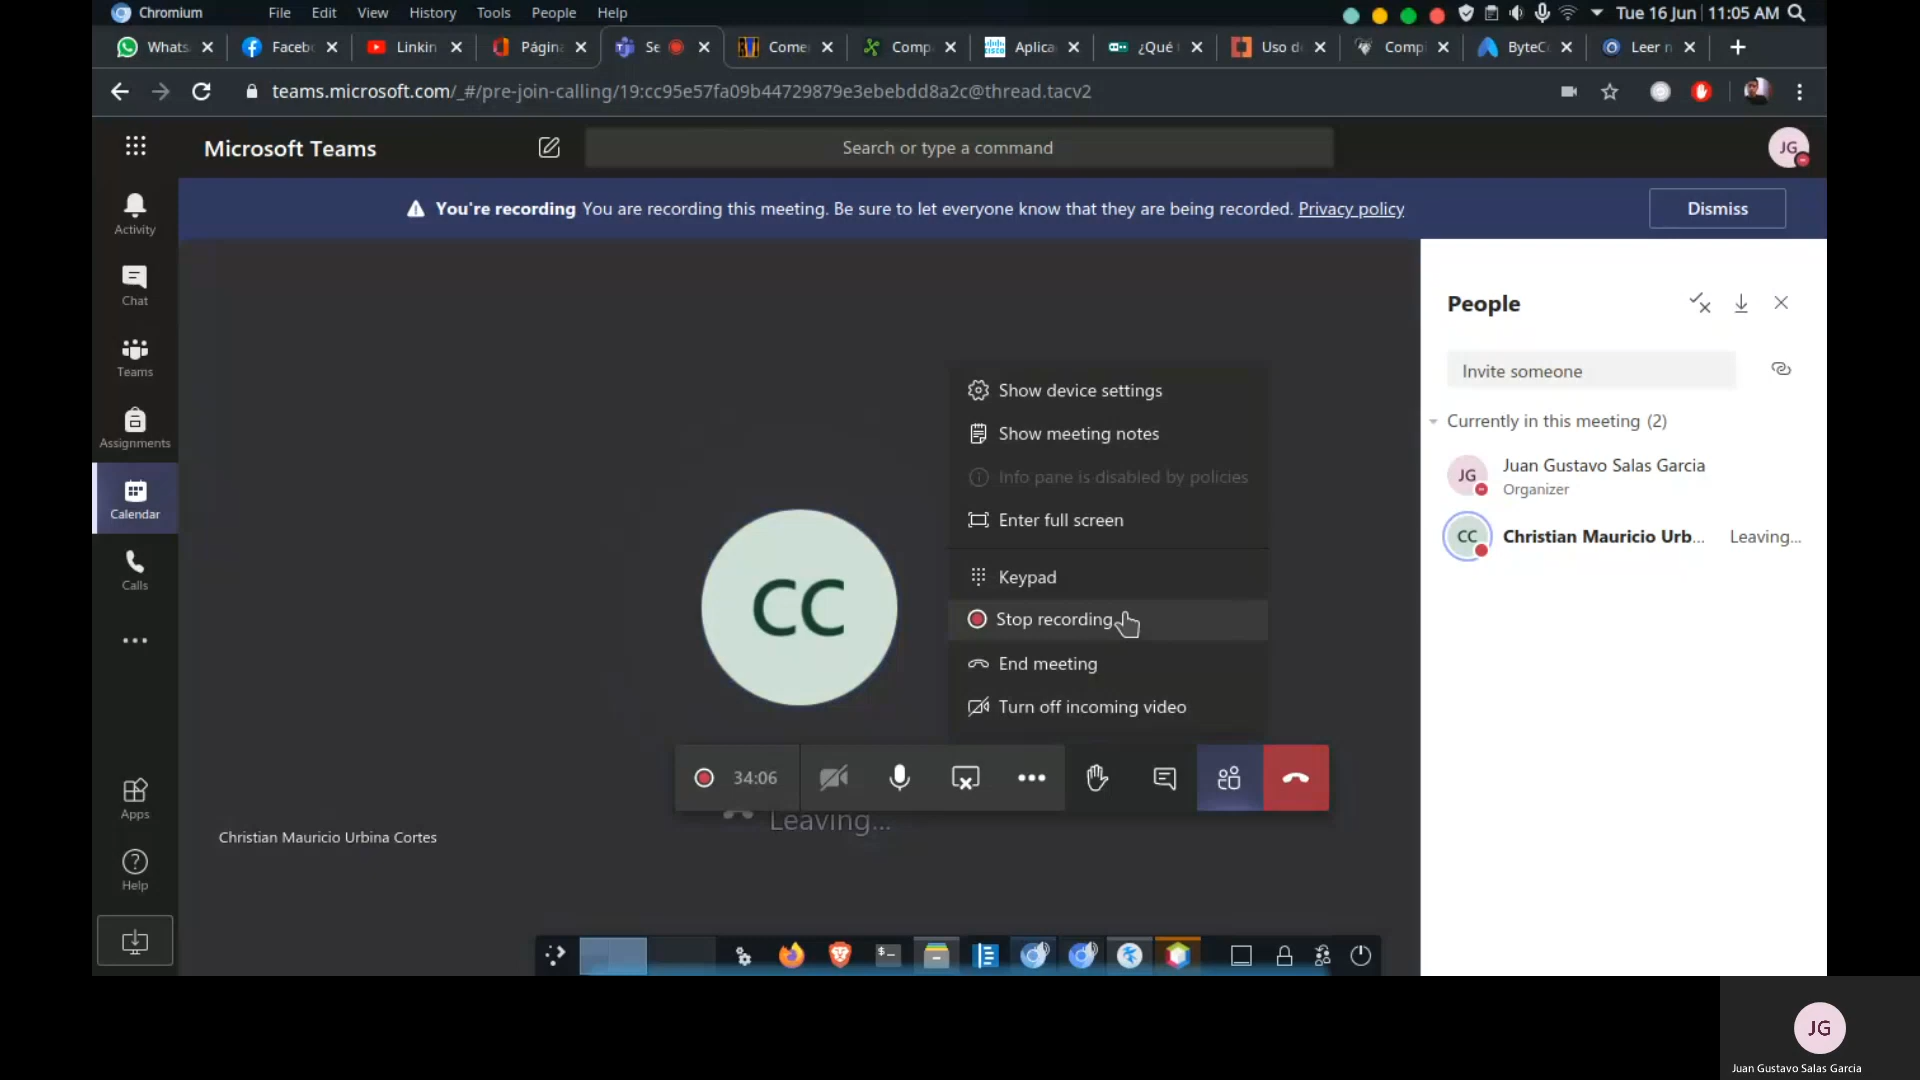 Chromium File Edit View History Tools People Help Tue 16 Jun 11:05 AM
Whats Faceb Linkin Págin Se Come Comp Aplica ¿Qué Uso d Comp ByteC Leer n
teams.microsoft.com/_#/pre-join-calling/19:cc95e57fa09b44729879e3ebebdd8a2c@thread.tacv2
Microsoft Teams
Search or type a command
JG
You're recording You are recording this meeting. Be sure to let everyone know that they are being recorded. Privacy policy
Dismiss
Activity
Chat
Teams
Assignments
Calendar
Calls
Apps
Help
Show device settings
Show meeting notes
Info pane is disabled by policies
Enter full screen
Keypad
Stop recording
End meeting
Turn off incoming video
CC
34:06
Leaving...
Christian Mauricio Urbina Cortes
People
Invite someone
Currently in this meeting (2)
JG
Juan Gustavo Salas Garcia
Organizer
CC
Christian Mauricio Urb... Leaving...
JG
Juan Gustavo Salas Garcia